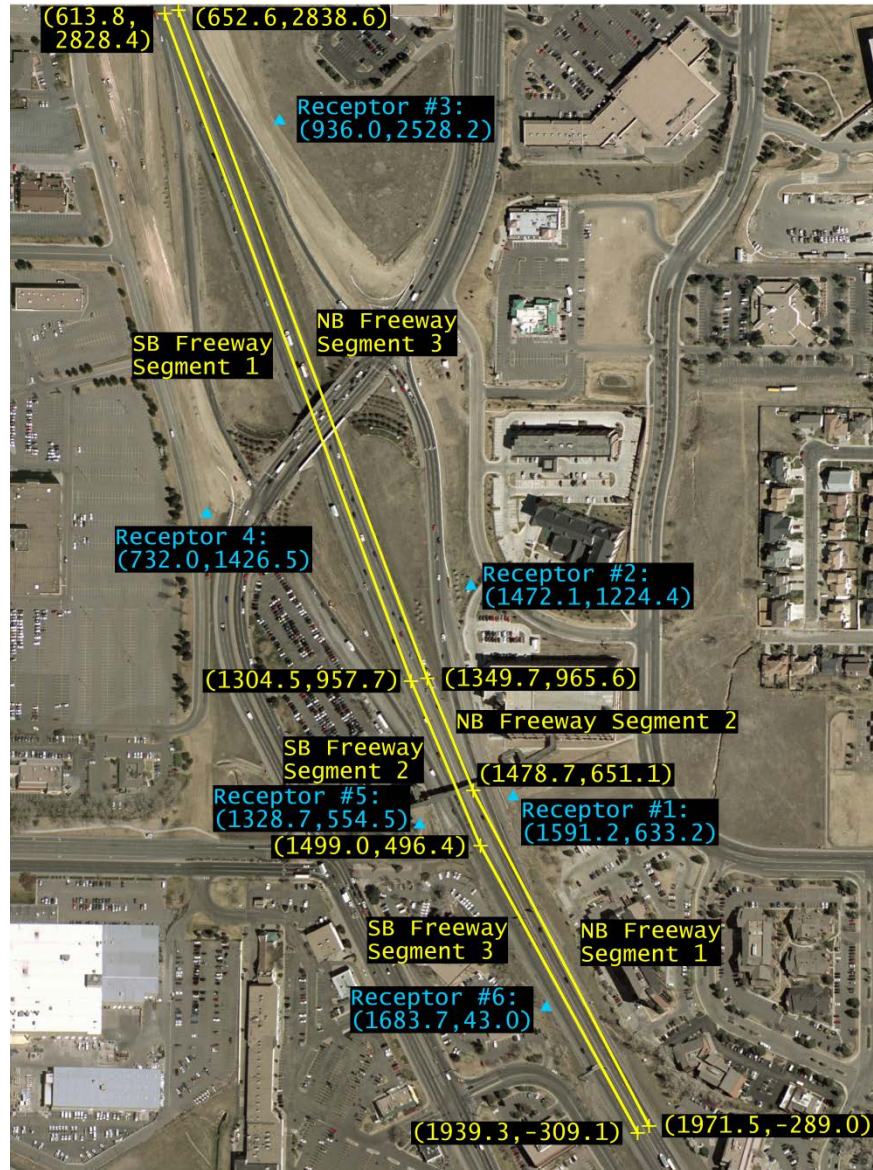 (613.8,
2828.4)
(652.6,2838.6)
Receptor #3:
(936.0,2528.2)
NB Freeway
Segment 3
SB Freeway
Segment 1
Receptor 4:
(732.0,1426.5)
Receptor #2:
(1472.1,1224.4)
(1304.5,957.7)
(1349.7,965.6)
NB Freeway Segment 2
SB Freeway
Segment 2
(1478.7,651.1)
Receptor #5:
(1328.7,554.5)
Receptor #1:
(1591.2,633.2)
(1499.0,496.4)
SB Freeway
Segment 3
NB Freeway
Segment 1
Receptor #6:
(1683.7,43.0)
(1939.3,-309.1)
(1971.5,-289.0)